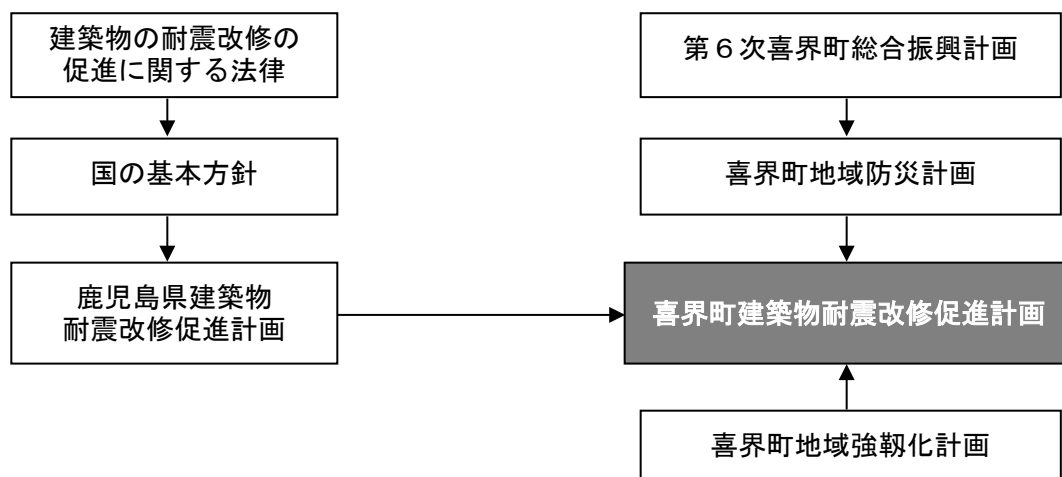 建築物の耐震改修の
促進に関する法律
国の基本方針
鹿児島県建築物
耐震改修促進計画
第６次喜界町総合振興計画
喜界町地域防災計画
喜界町建築物耐震改修促進計画
喜界町地域強靱化計画